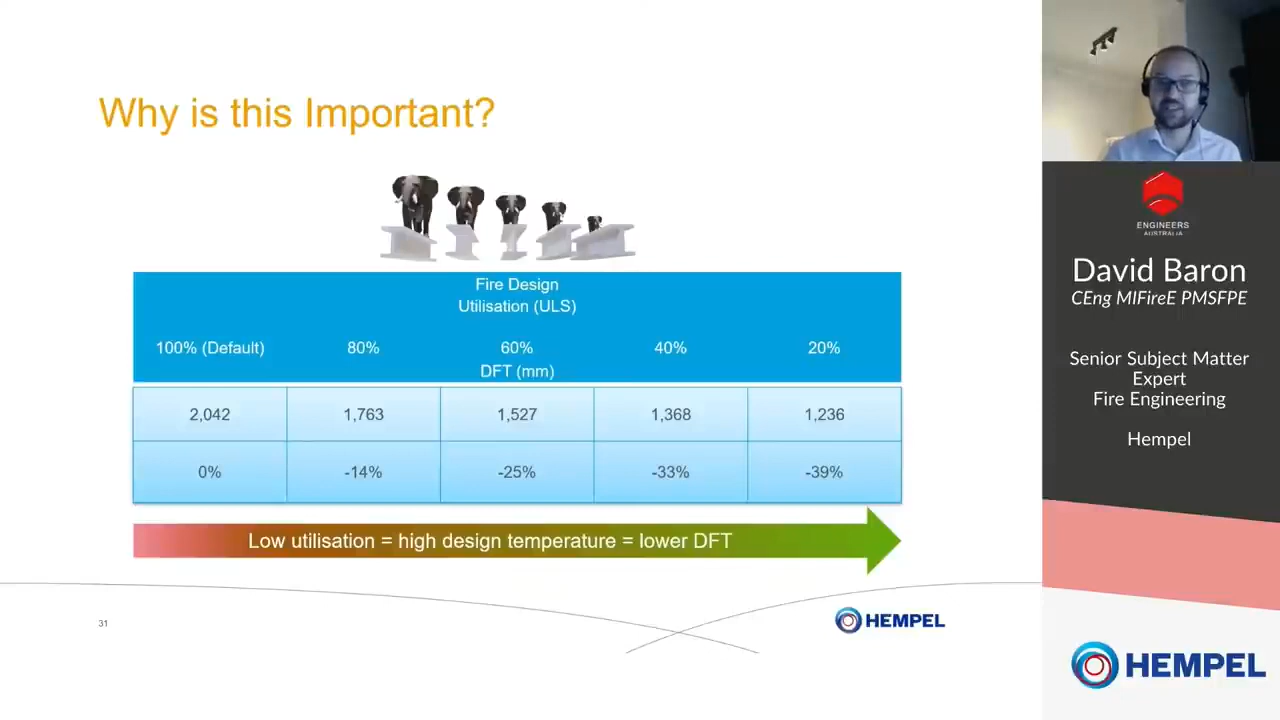 Why is this Important?
Fire Design
Utilisation (ULS)
100% (Default) 80% 60% 40% 20%
DFT (mm)
2,042 1,763 1,527 1,368 1,236
0% -14% -25% -33% -39%
Low utilisation = high design temperature = lower DFT
31
HEMPEL
ENGINEERS
AUSTRALIA
David Baron
CEng MIFireE PMSFPE
Senior Subject Matter
Expert
Fire Engineering
Hempel
HEMPEL